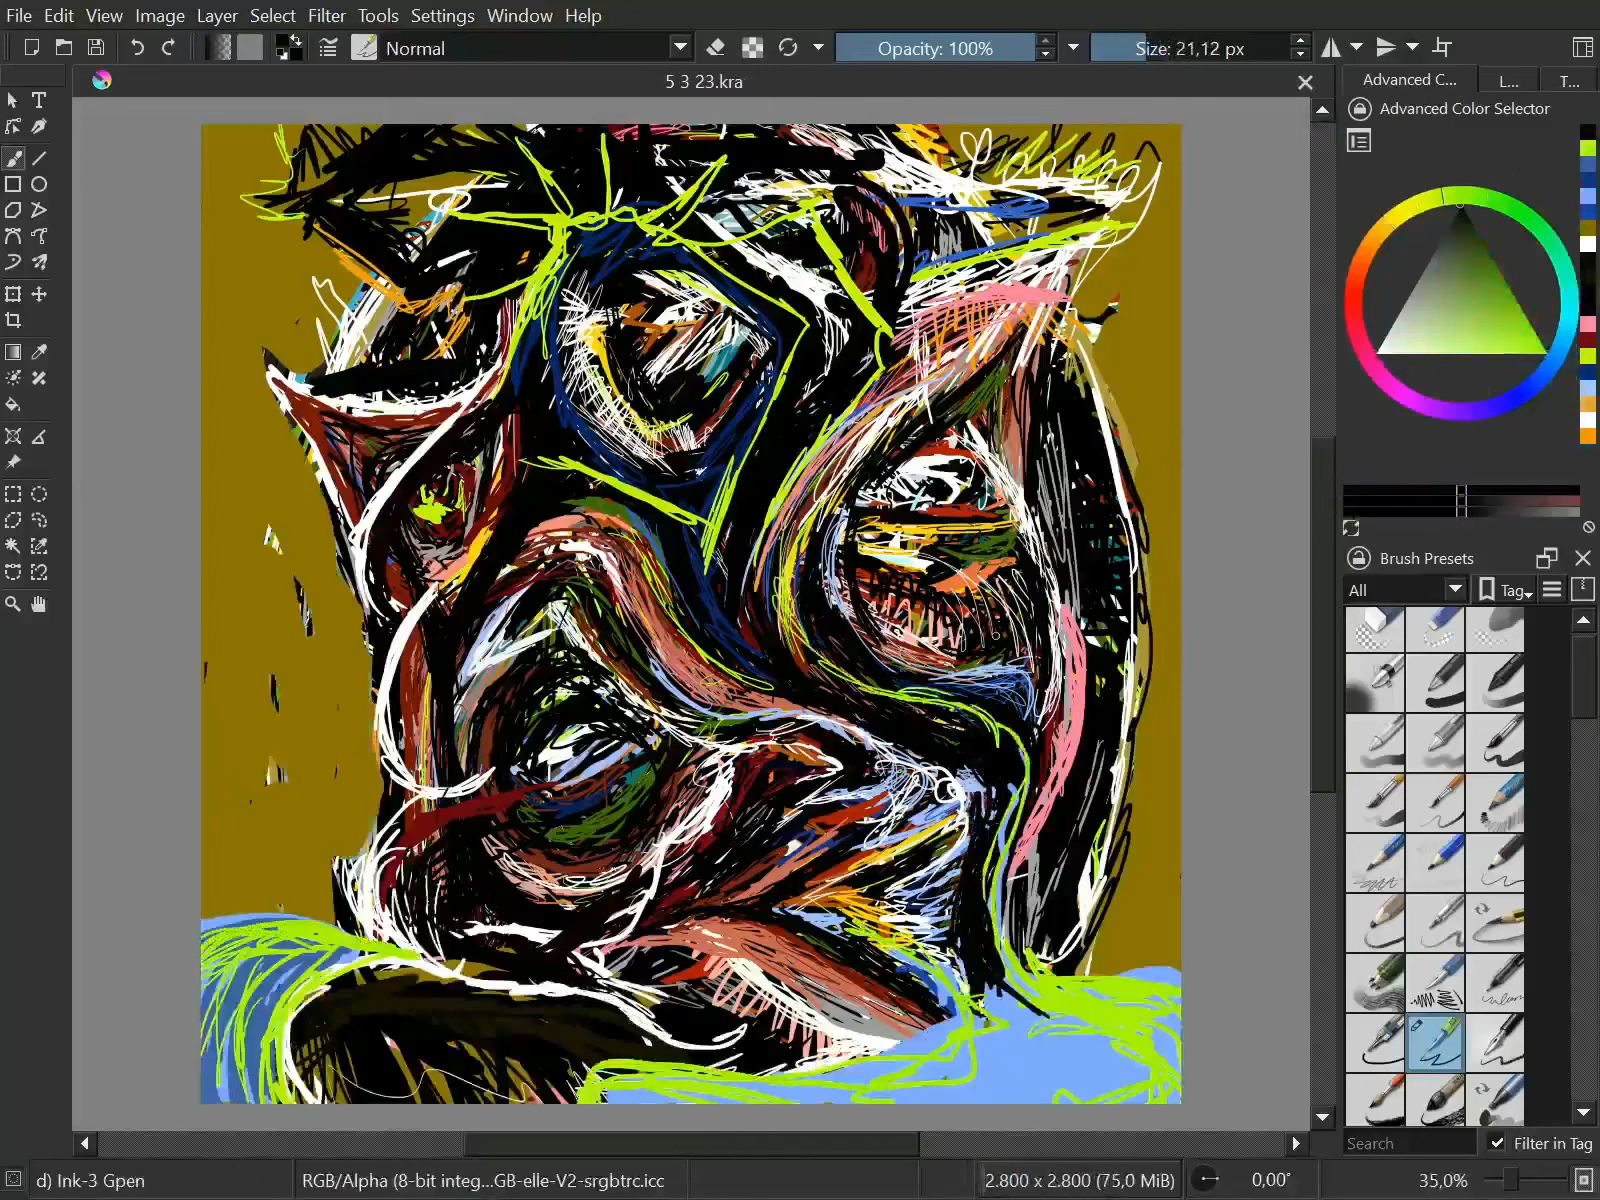 File Edit View Image Layer Select Filter Tools Settings Window Help
Normal Opacity: 100% Size: 21,12 px
5 3 23.kra
Advanced C... L... T...
Advanced Color Selector
Brush Presets
All Tag
Search Filter in Tag
d) Ink-3 Gpen RGB/Alpha (8-bit integ...GB-elle-V2-srgbtrc.icc 2.800 x 2.800 (75,0 MiB) 0,00° 35,0%